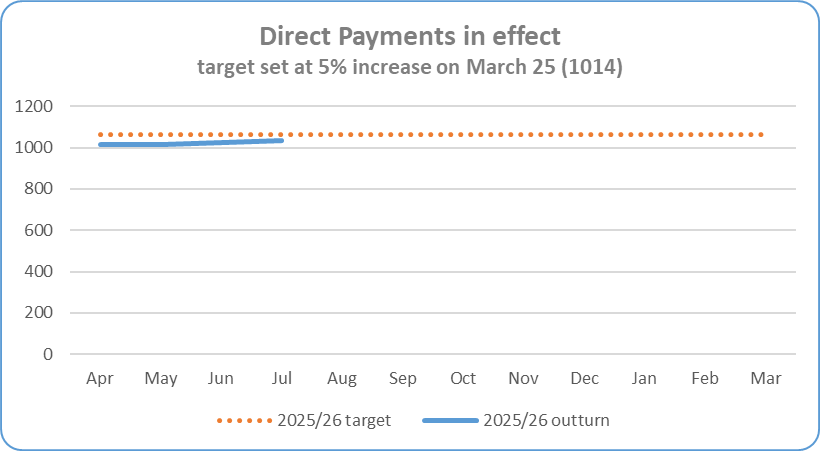 Direct Payments in effect
target set at 5% increase on March 25 (1014)
1200
1000
800
600
400
200
0
Apr May Jun Jul Aug Sep Oct Nov Dec Jan Feb Mar
2025/26 target 2025/26 outturn